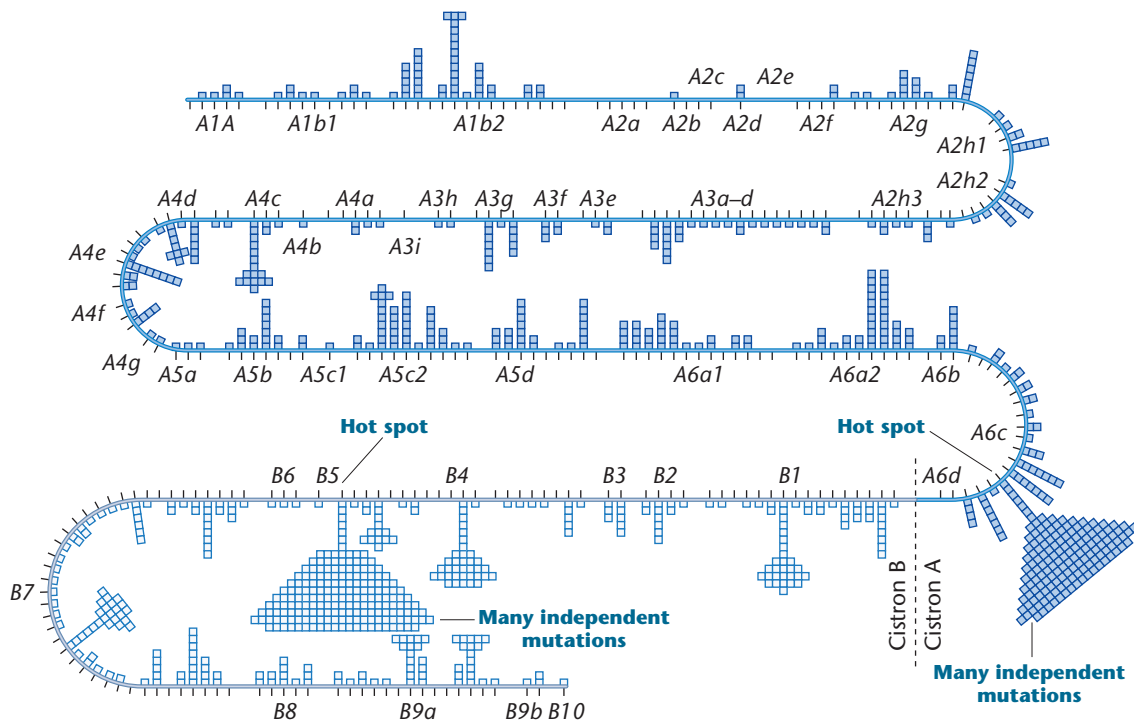 A2c A2e
A1A A1b1 A1b2 A2a A2b A2d A2f A2g
A2h1
A2h2
A4d A4c A4a A3h A3g A3f A3e A3a–d A2h3
A4e A4b A3i
A4f
A4g
A5a A5b A5c1 A5c2 A5d A6a1 A6a2 A6b
Hot spot Hot spot
A6c
B6 B5 B4 B3 B2 B1 A6d
B7
Cistron B
Cistron A
Many independent
mutations
Many independent
mutations
B8 B9a B9b B10